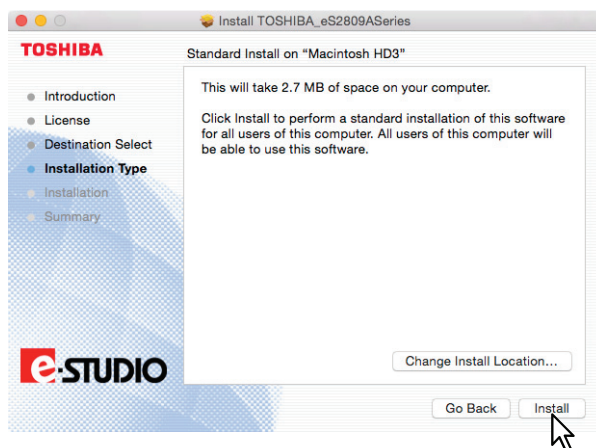 Install TOSHIBA_eS2809ASeries
TOSHIBA
Standard Install on “Macintosh HD3”
Introduction
License
Destination Select
Installation Type
Installation
Summary
This will take 2.7 MB of space on your computer.
Click Install to perform a standard installation of this software
for all users of this computer. All users of this computer will
be able to use this software.
Change Install Location...
e-STUDIO
Go Back
Install